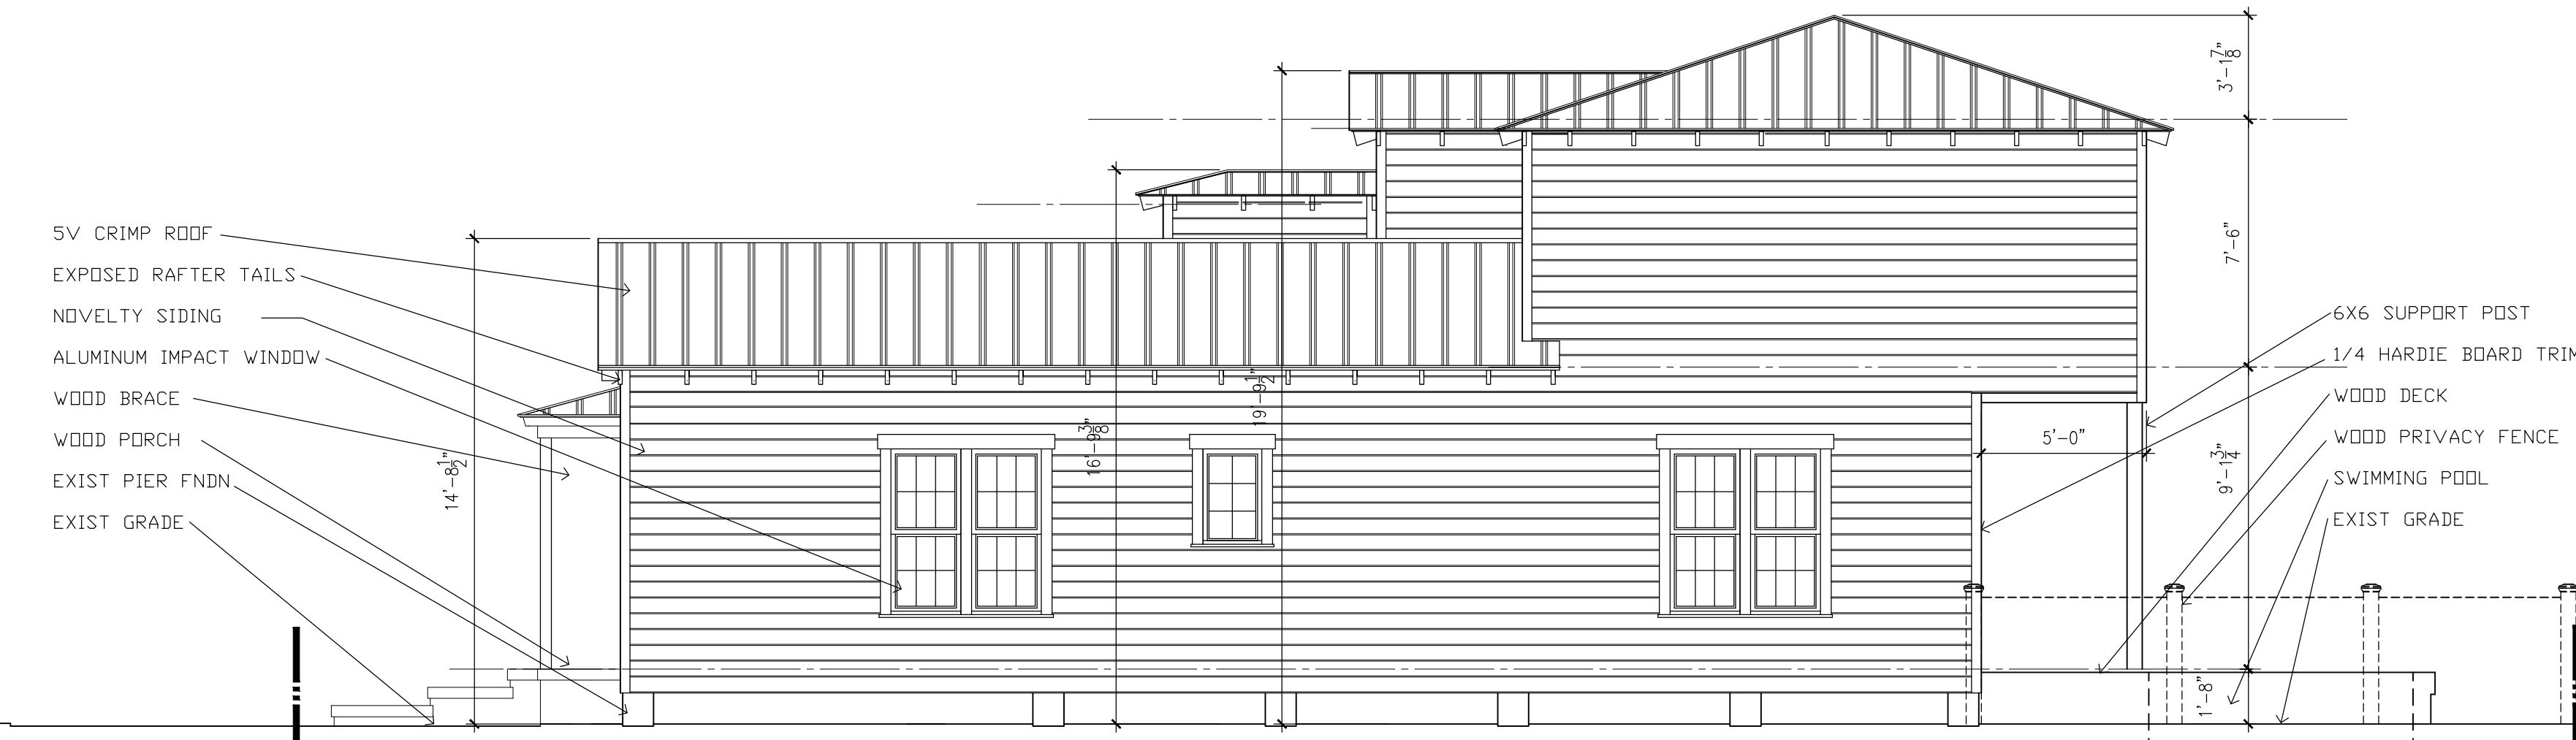 5V CRIMP ROOF
EXPOSED RAFTER TAILS
NOVELTY SIDING
ALUMINUM IMPACT WINDOW
WOOD BRACE
WOOD PORCH
EXIST PIER FNDN
EXIST GRADE
14'-8 1/2"
16'-9 3/8"
19'-9 1/2"
5'-0"
3'-1 7/8"
7'-6"
9'-1 3/4"
1'-8"
6X6 SUPPORT POST
1/4 HARDIE BOARD TRIM
WOOD DECK
WOOD PRIVACY FENCE
SWIMMING POOL
EXIST GRADE